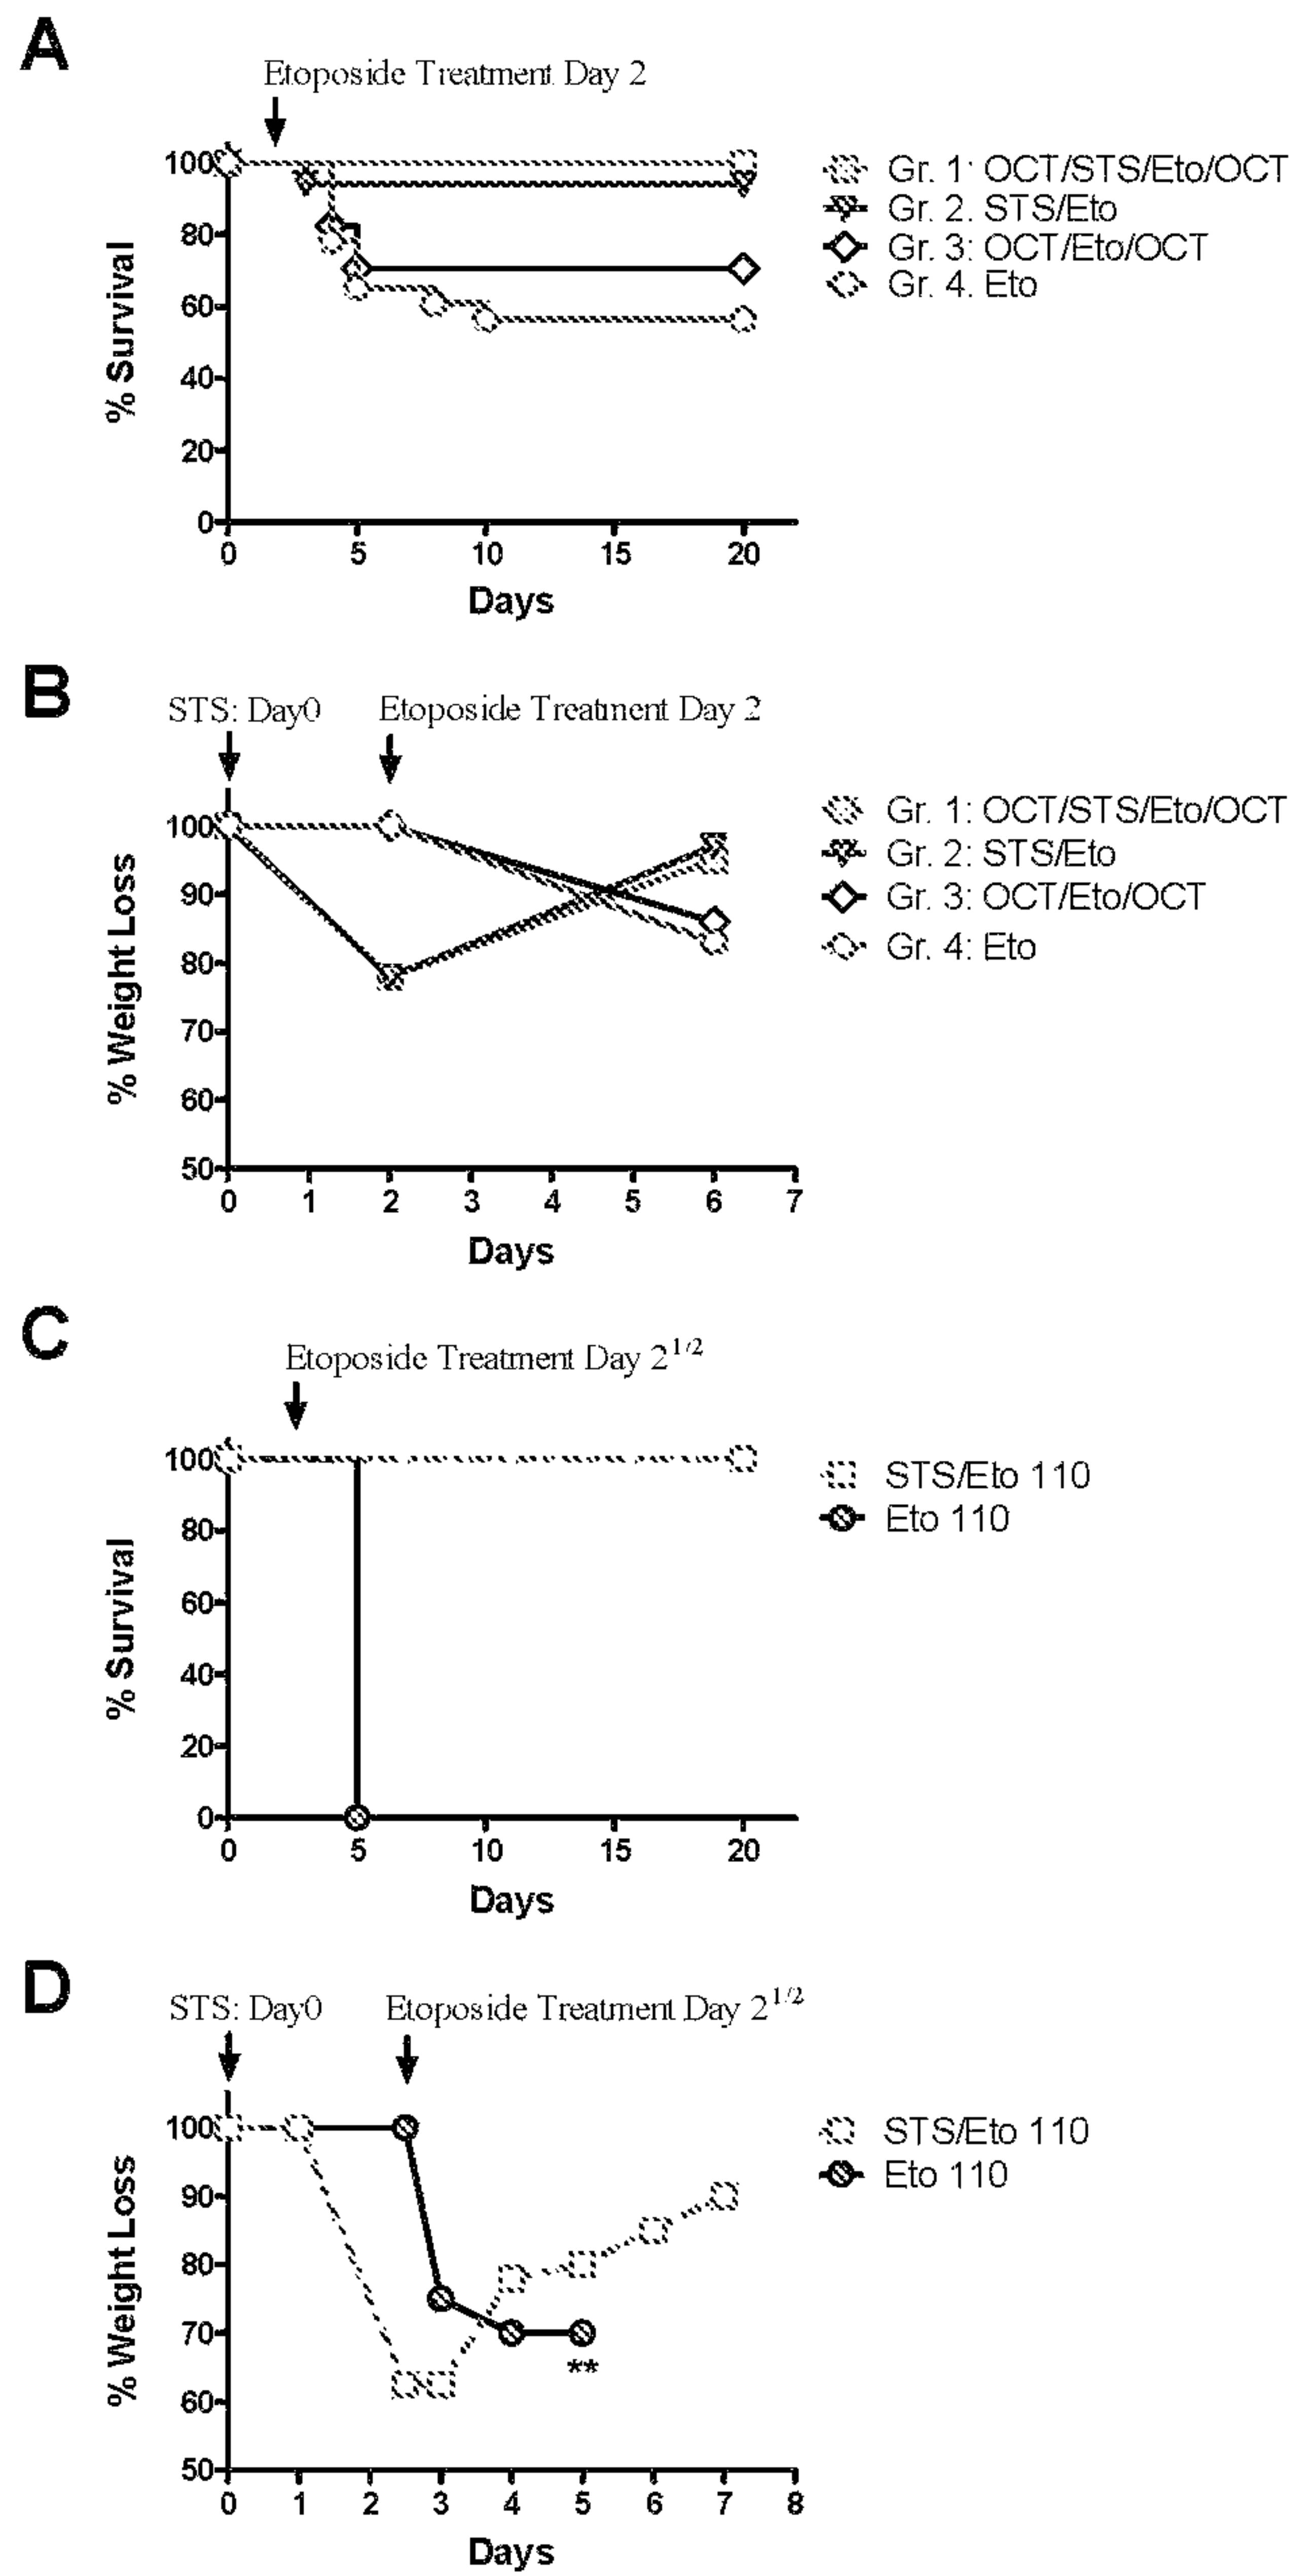 A
Etoposide Treatment Day 2
100
80
60
40
20
0
% Survival
0 5 10 15 20
Days
Gr. 1: OCT/STS/Eto/OCT
Gr. 2. STS/Eto
Gr. 3: OCT/Eto/OCT
Gr. 4. Eto
B
STS: Day0 Etoposide Treatment Day 2
100
90
80
70
60
50
% Weight Loss
0 1 2 3 4 5 6 7
Days
Gr. 1: OCT/STS/Eto/OCT
Gr. 2: STS/Eto
Gr. 3: OCT/Eto/OCT
Gr. 4: Eto
C
Etoposide Treatment Day 2 1/2
100
80
60
40
20
0
% Survival
0 5 10 15 20
Days
STS/Eto 110
Eto 110
D
STS: Day0 Etoposide Treatment Day 2 1/2
100
90
80
70
60
50
% Weight Loss
**
0 1 2 3 4 5 6 7 8
Days
STS/Eto 110
Eto 110